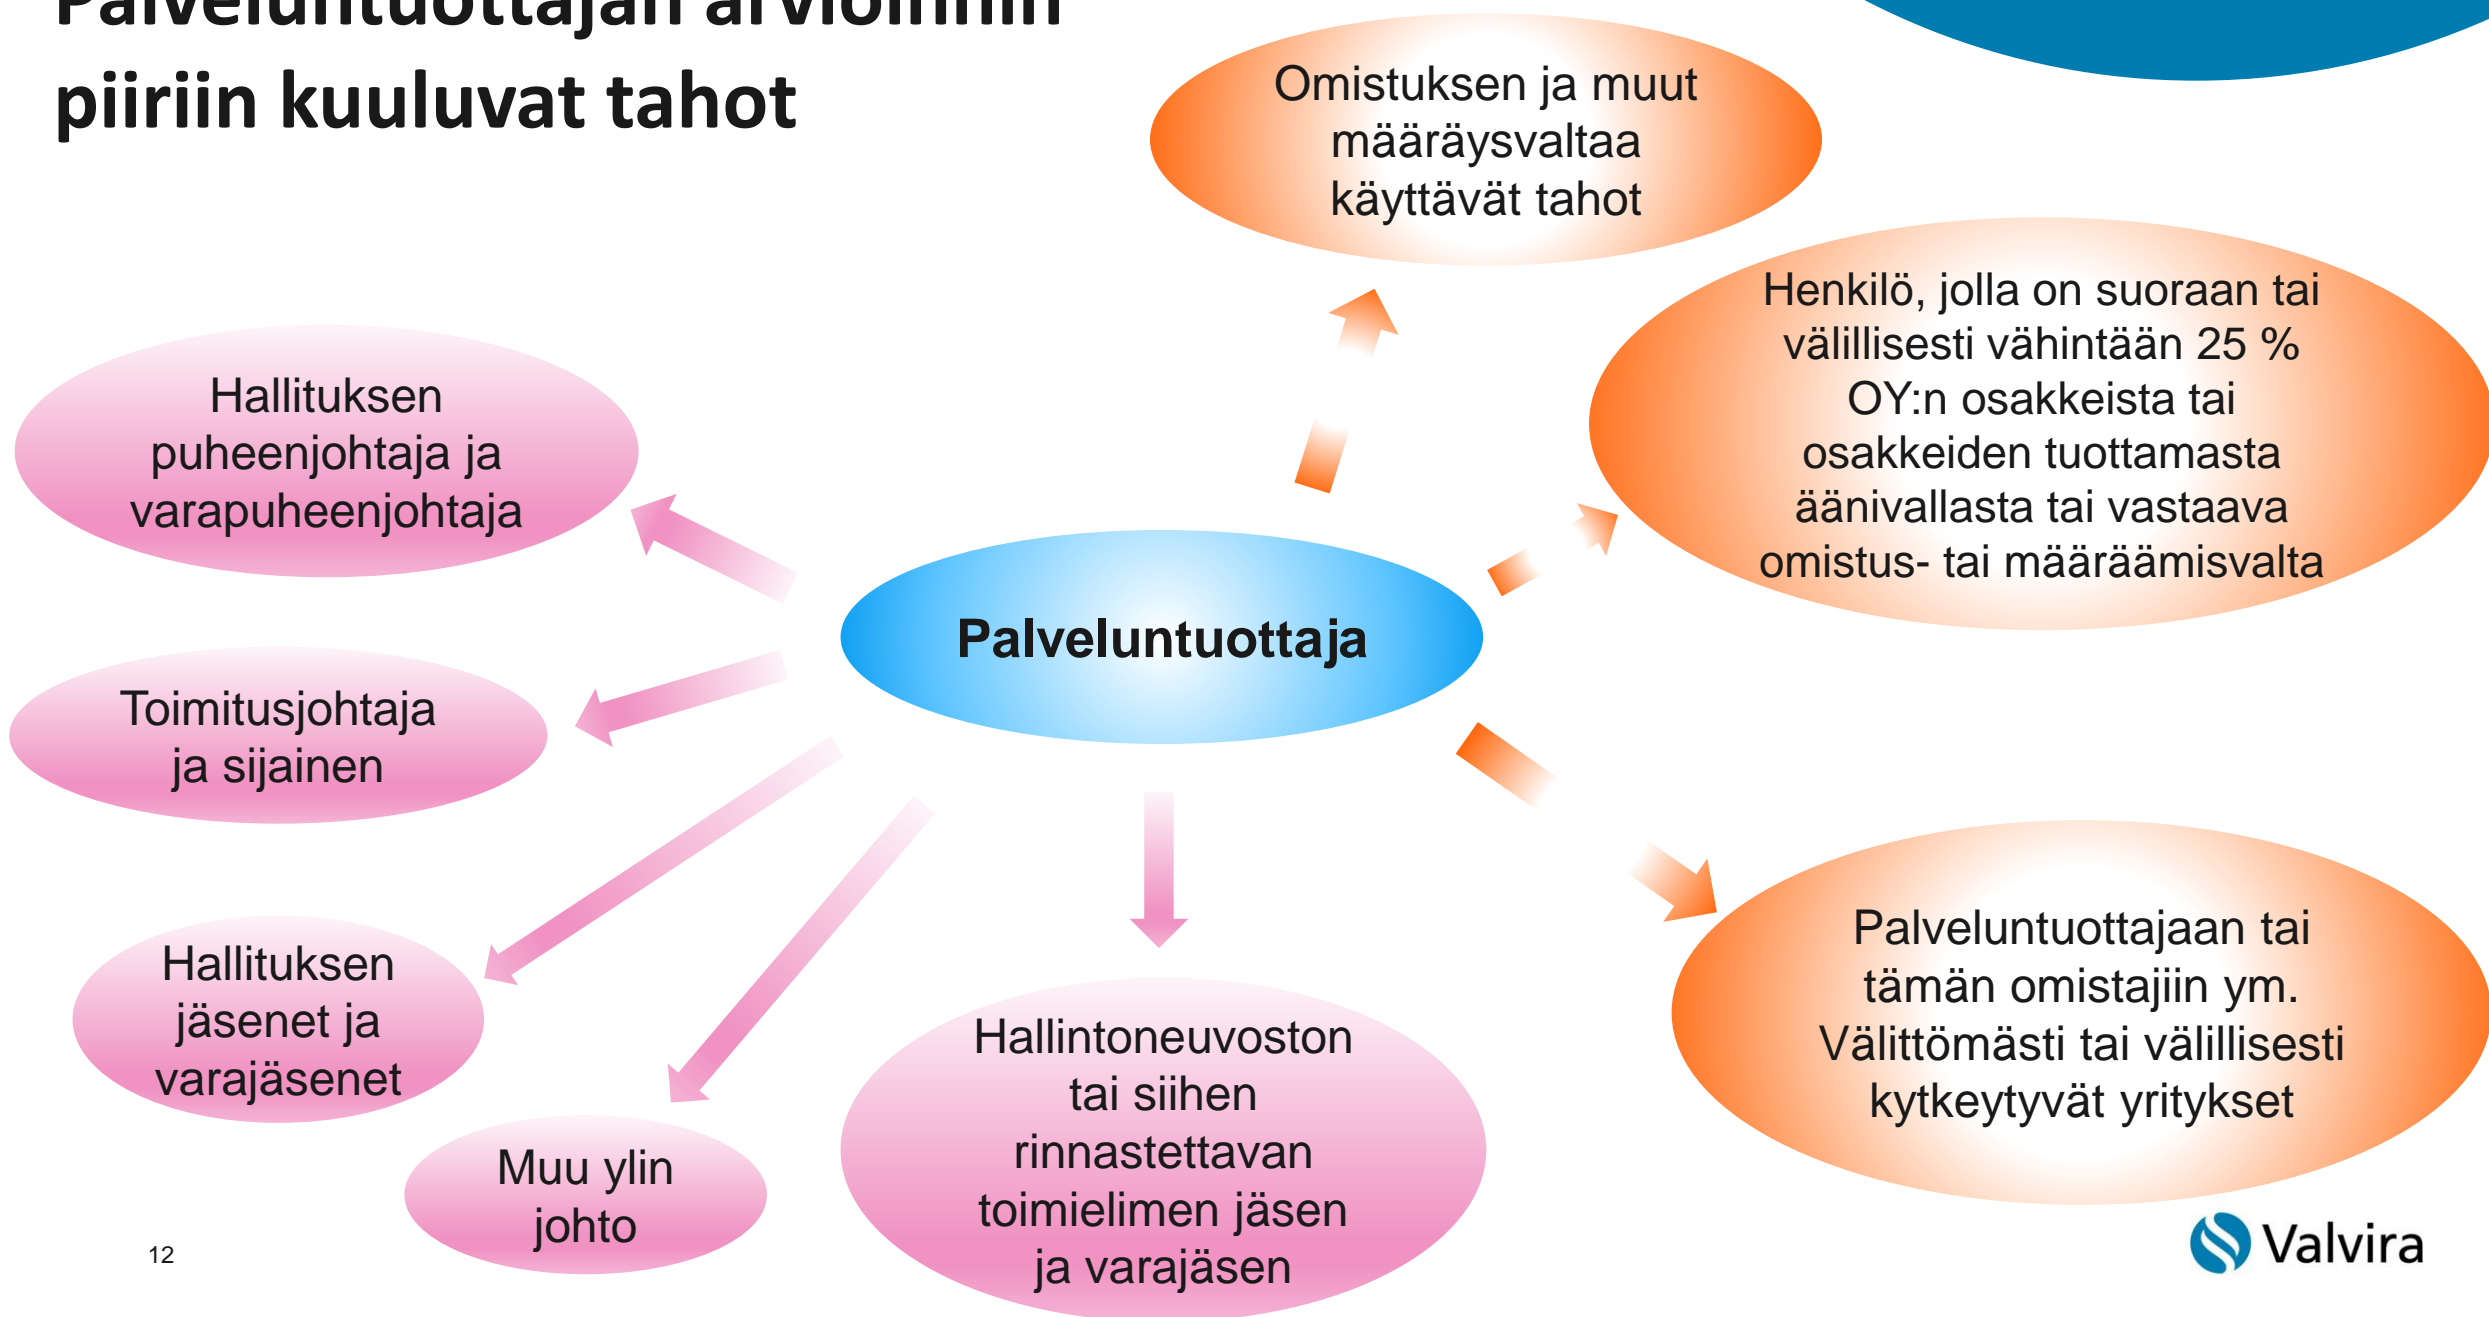 Palveluntuottajan arvioinnin
piiriin kuuluvat tahot
Omistuksen ja muut
määräysvaltaa
käyttävät tahot
Henkilö, jolla on suoraan tai
välillisesti vähintään 25 %
OY:n osakkeista tai
osakkeiden tuottamasta
äänivallasta tai vastaava
omistus- tai määräämisvalta
Hallituksen
puheenjohtaja ja
varapuheenjohtaja
Palveluntuottaja
Toimitusjohtaja
ja sijainen
Hallituksen
jäsenet ja
varajäsenet
Muu ylin
johto
Hallintoneuvoston
tai siihen
rinnastettavan
toimielimen jäsen
ja varajäsen
Palveluntuottajaan tai
tämän omistajiin ym.
Välittömästi tai välillisesti
kytkeytyvät yritykset
12
Valvira